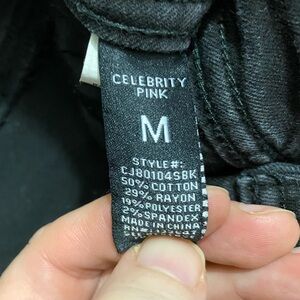 CELEBRITY
PINK
M
STYLE#:
CJ80104SBK
50% COTTON
29% RAYON
19% POLYESTER
2% SPANDEX
MADE IN CHINA